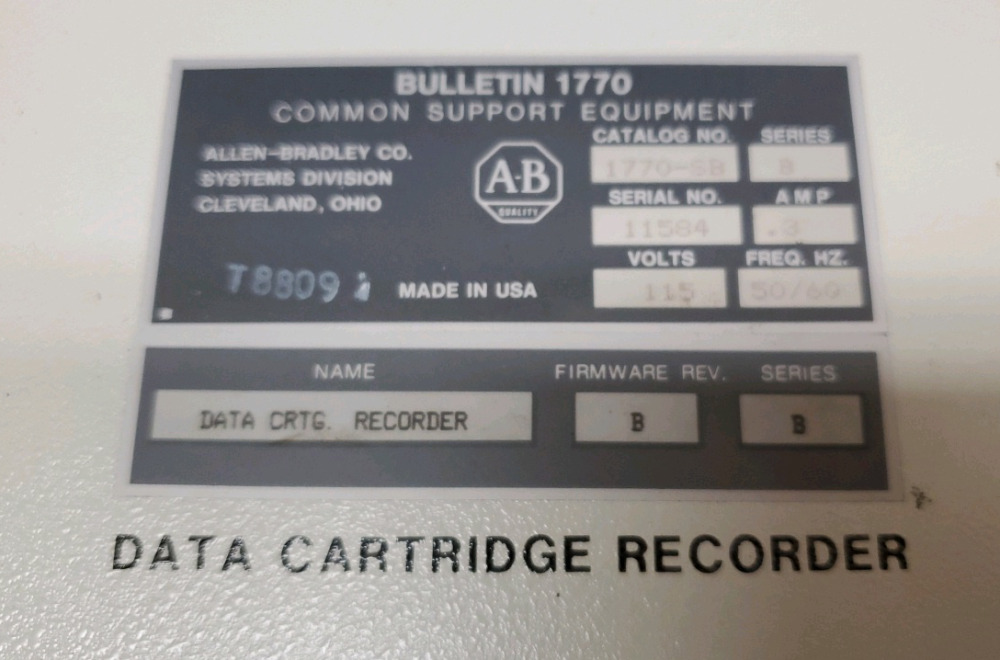 BULLETIN 1770
COMMON SUPPORT EQUIPMENT
ALLEN-BRADLEY CO.
SYSTEMS DIVISION
CLEVELAND, OHIO
A·B
QUALITY
CATALOG NO. SERIES
1770-SB B
SERIAL NO. AMP
11584 .3
VOLTS FREQ. HZ.
115 50/60
T8809
MADE IN USA
NAME FIRMWARE REV. SERIES
DATA CRTG. RECORDER B B
DATA CARTRIDGE RECORDER